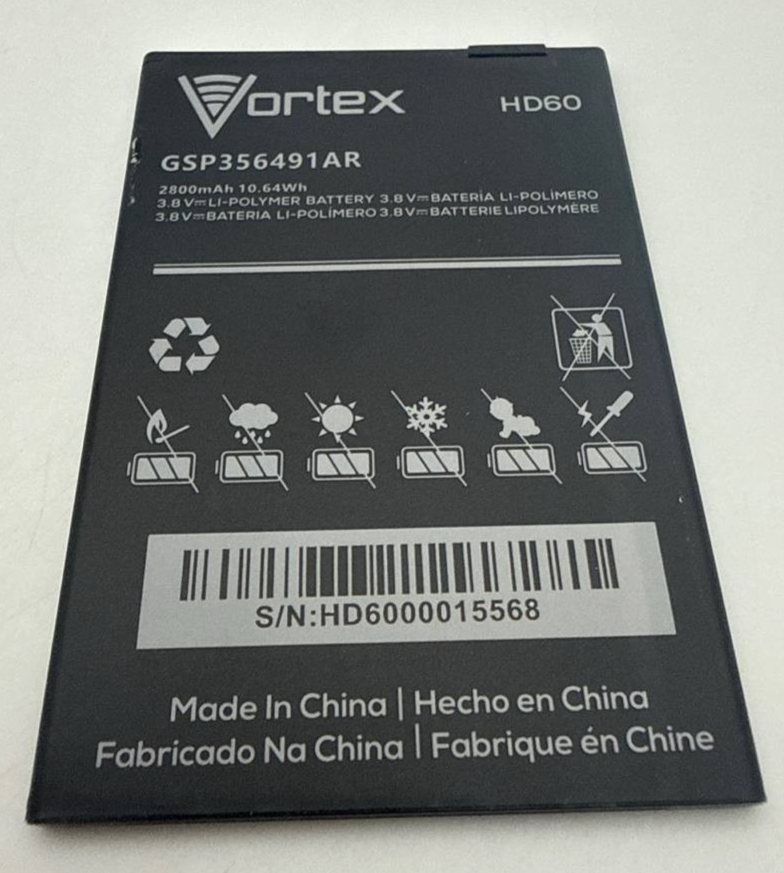 Vortex HD60
GSP356491AR
2800mAh 10.64Wh
3.8V⎓LI-POLYMER BATTERY 3.8V⎓BATERÍA LI-POLÍMERO
3.8V⎓BATERIA LI-POLÍMERO 3.8V⎓BATTERIE LIPOLYMÈRE
S/N:HD6000015568
Made In China | Hecho en China
Fabricado Na China | Fabrique én Chine